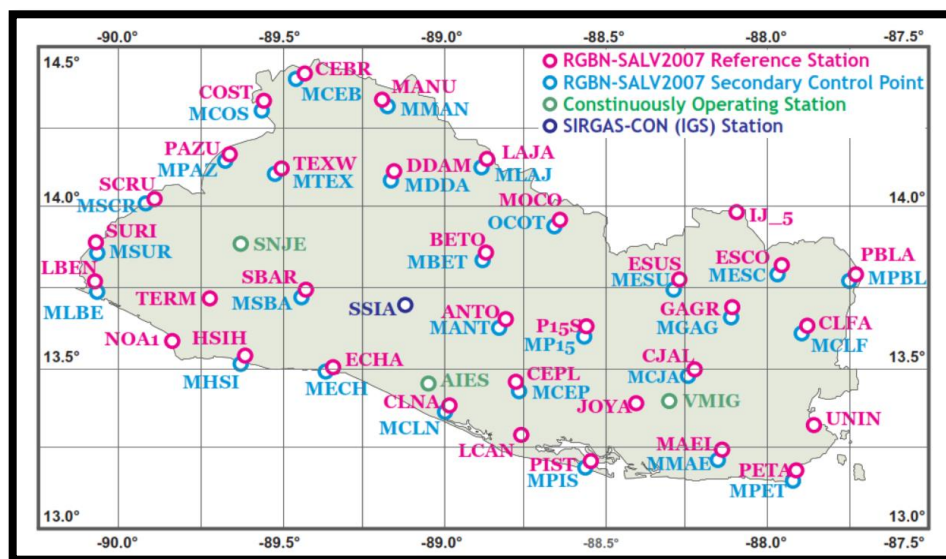 -90.0° -89.5° -89.0° -88.5° -88.0° -87.5°
14.5°
CEBR
MCEB
RGBN-SALV2007 Reference Station
RGBN-SALV2007 Secondary Control Point
Constinuously Operating Station
SIRGAS-CON (IGS) Station
COST
MCOS
MANU
MMAN
PAZU
MPAZ
TEXW
MTEX
DDAM
MDDA
LAJA
MLAJ
SCRU
MSCR
14.0°
14.0°
MOCO
OCOT
IJ_5
SURI
MSUR
SNJE
BETO
MBET
ESUS
MESU
ESCO
MESC
PBLA
MPBL
LBEN
MLBE
TERM
SBAR
MSBA
SSIA
ANTO
MANT
P15S
MP15
GAGR
MGAG
CLFA
MCLF
NOA1
HSIH
MHSI
13.5°
13.5°
ECHA
MECH
AIES
CEPL
MCEP
CJAL
MCJA
JOYA
VMIG
CLNA
MCLN
UNIN
LCAN
PIST
MPIS
MAEL
MMAE
PETA
MPET
13.0°
13.0°
-90.0° -89.5° -89.0° -88.5° -88.0° -87.5°